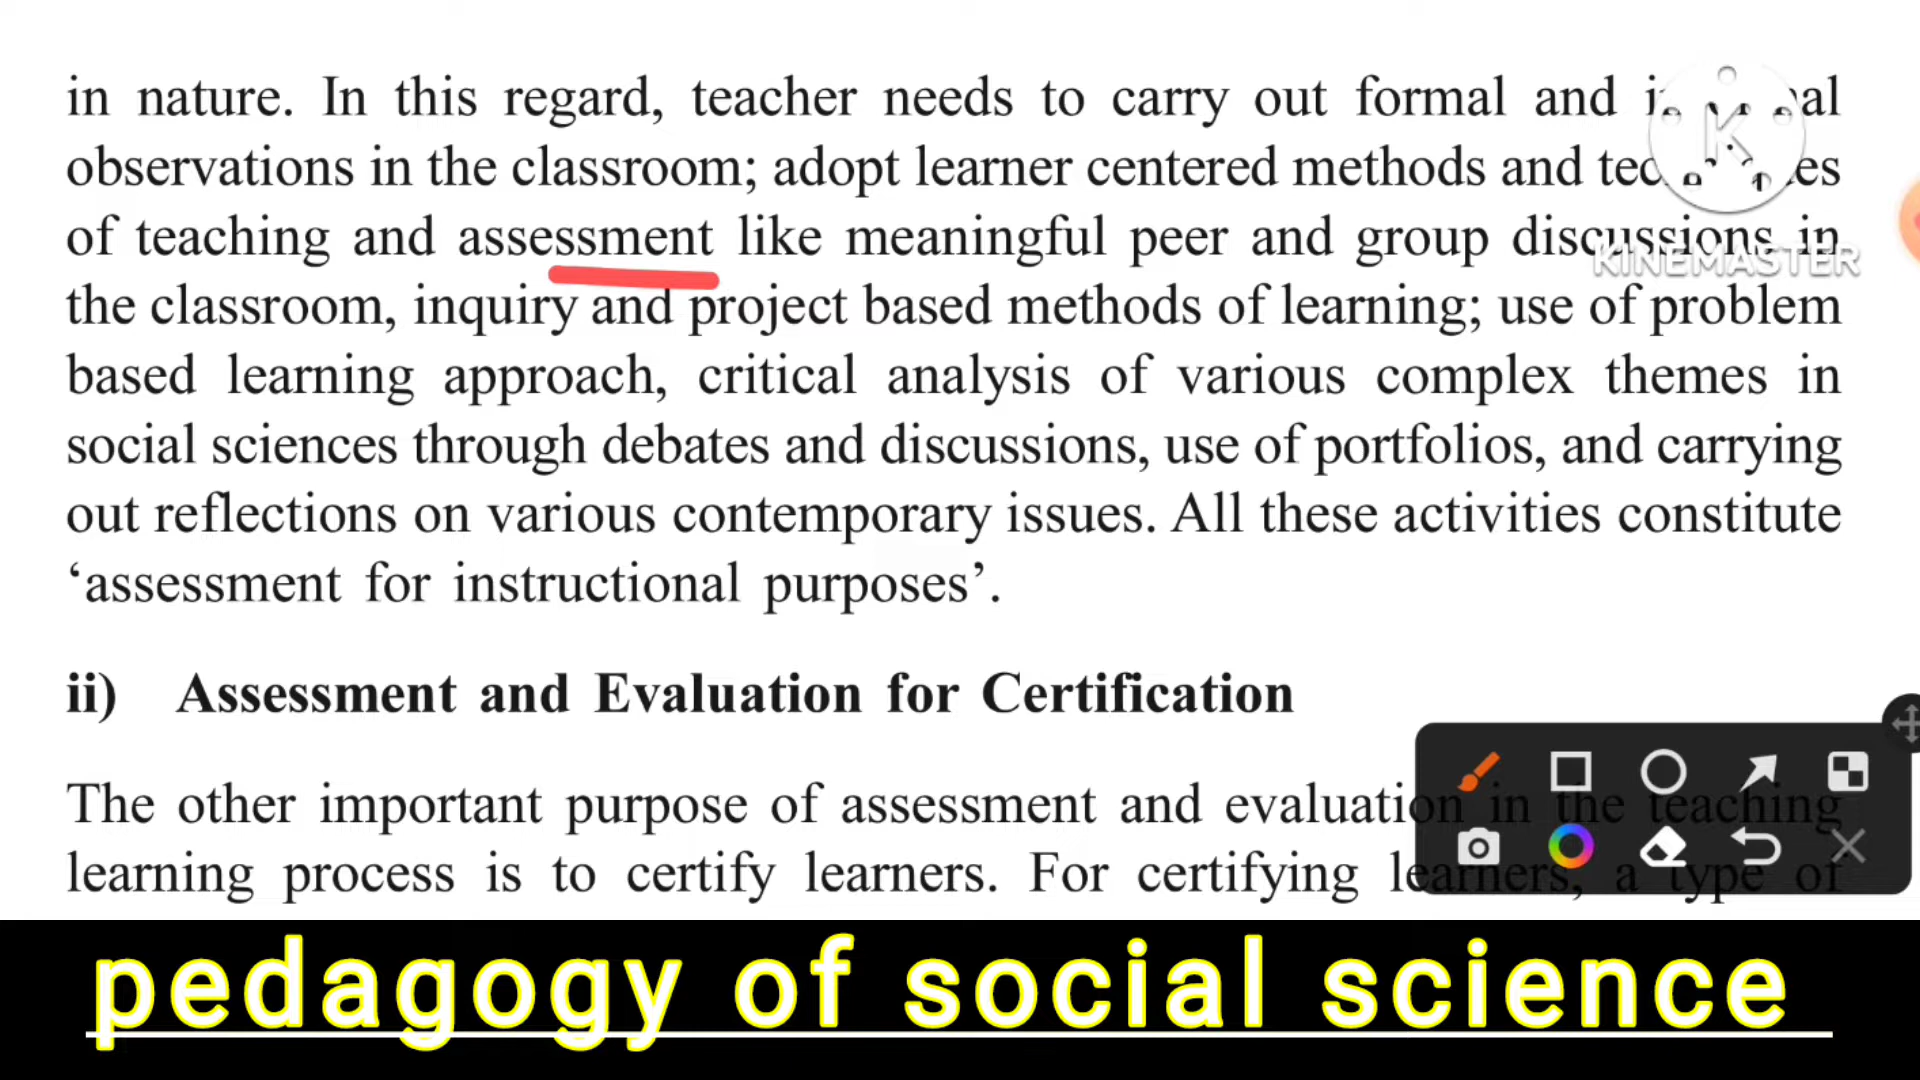 in nature. In this regard, teacher needs to carry out formal and
observations in the classroom; adopt learner centered methods and
of teaching and assessment like meaningful peer and group discussions in
KINEMASTER
the classroom, inquiry and project based methods of learning; use of problem
based learning approach, critical analysis of various complex themes in
social sciences through debates and discussions, use of portfolios, and carrying
out reflections on various contemporary issues. All these activities constitute
‘assessment for instructional purposes’.
ii) Assessment and Evaluation for Certification
The other important purpose of assessment and evaluation in the teaching
learning process is to certify learners. For certifying learners, a type of
pedagogy of social science